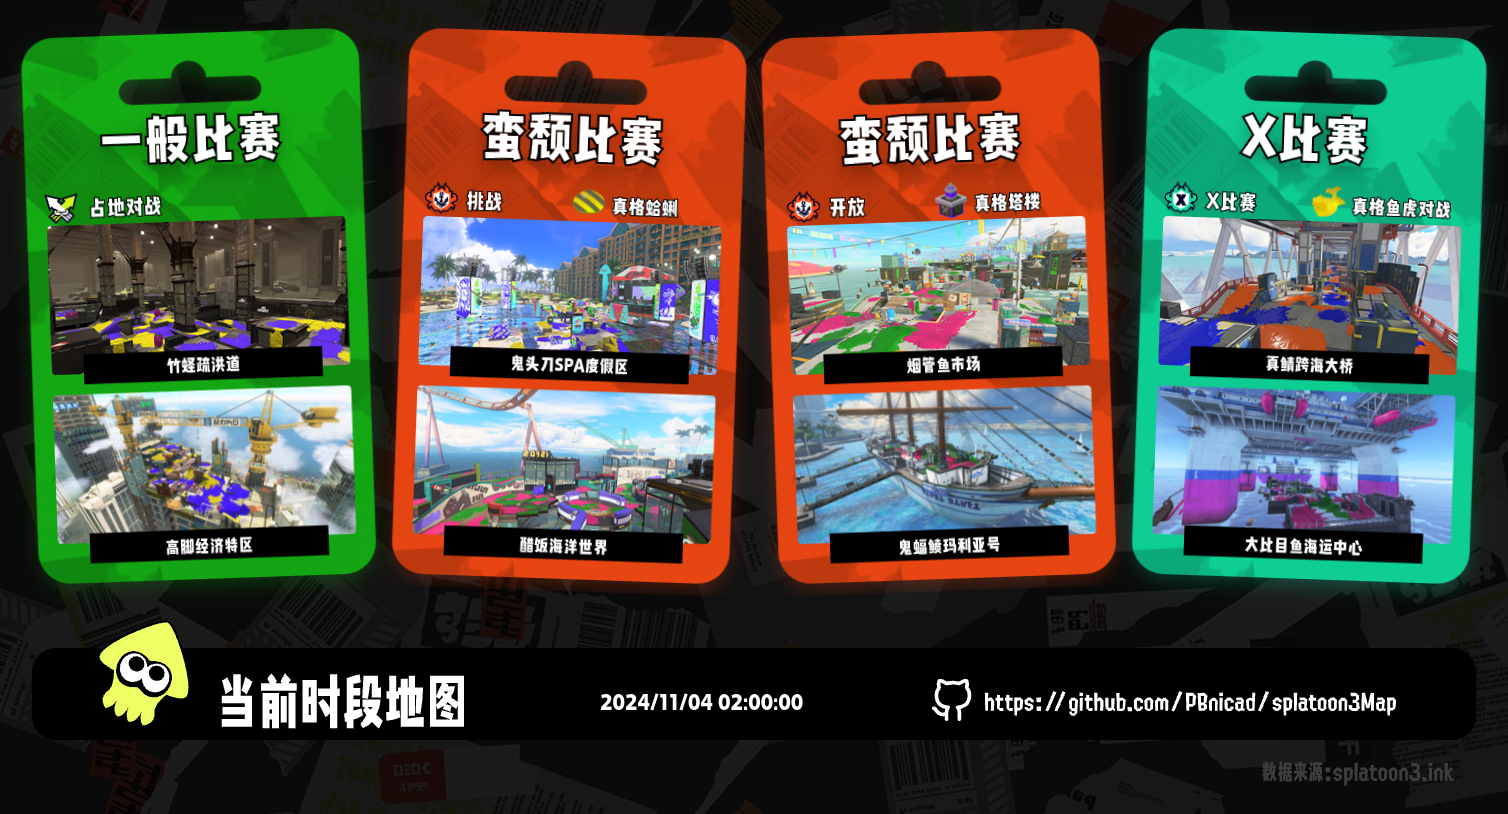 一般比赛
占地对战
竹蛏疏洪道
高脚经济特区
蛮颓比赛
挑战
真格蛤蜊
鬼头刀SPA度假区
醋饭海洋世界
蛮颓比赛
开放
真格塔楼
烟管鱼市场
鬼蝠鲼玛利亚号
X比赛
X比赛
真格鱼虎对战
真鲭跨海大桥
大比目鱼海运中心
当前时段地图
2024/11/04 02:00:00
https://github.com/PBnicad/splatoon3Map
数据来源:splatoon3.ink